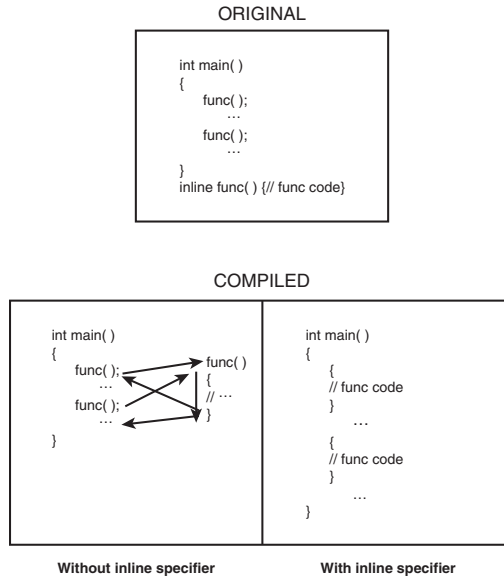 ORIGINAL
int main( )
{
func( );
…
func( );
…
}
inline func( ) {// func code}
COMPILED
int main( )
{
func( );
…
func( );
…
}
func( )
{
// …
}
int main( )
{
{
// func code
}
…
{
// func code
}
…
}
Without inline specifier
With inline specifier